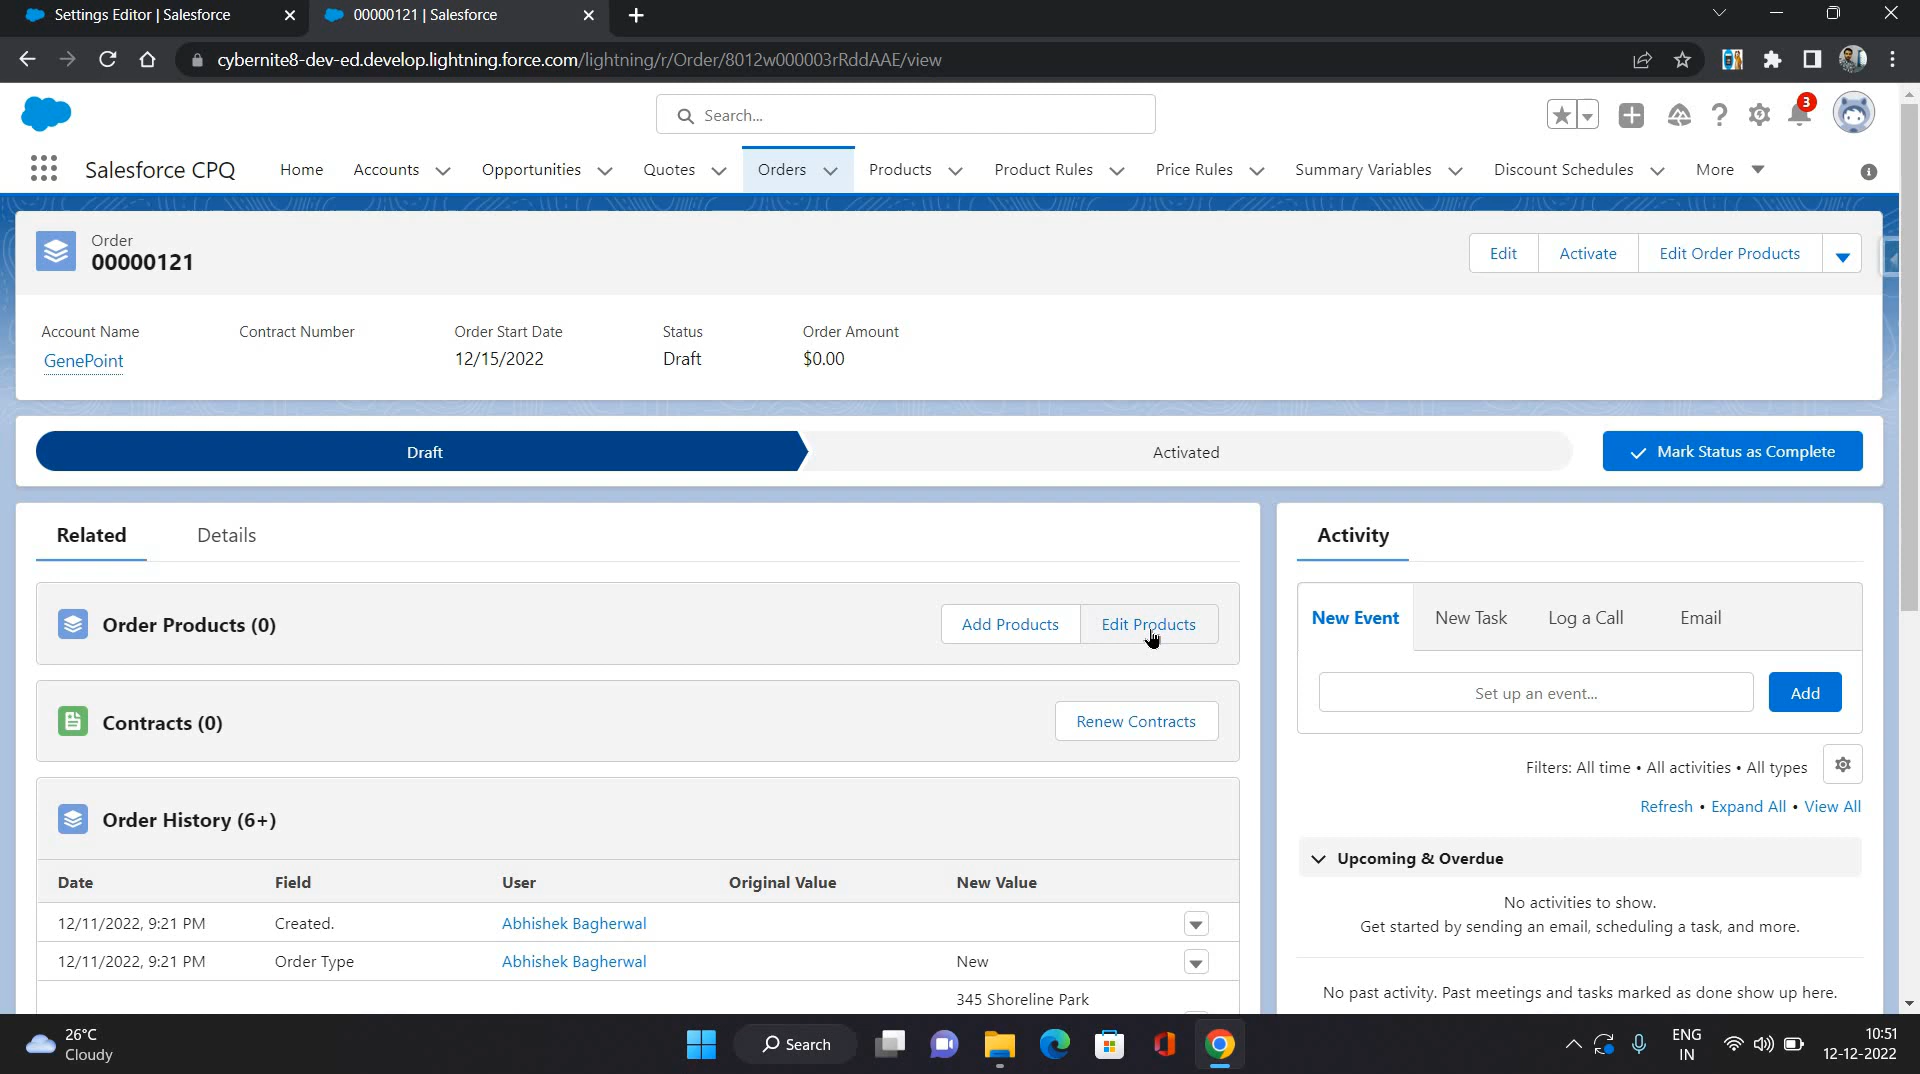 Settings Editor | Salesforce
00000121 | Salesforce
cybernite8-dev-ed.develop.lightning.force.com/lightning/r/Order/8012w000003rRddAAE/view
Search...
3
Salesforce CPQ
Home
Accounts
Opportunities
Quotes
Orders
Products
Product Rules
Price Rules
Summary Variables
Discount Schedules
More
Order
00000121
Edit
Activate
Edit Order Products
Account Name
Contract Number
Order Start Date
Status
Order Amount
GenePoint
12/15/2022
Draft
$0.00
Draft
Activated
Mark Status as Complete
Related
Details
Order Products (0)
Add Products
Edit Products
Contracts (0)
Renew Contracts
Order History (6+)
Date
Field
User
Original Value
New Value
12/11/2022, 9:21 PM
Created.
Abhishek Bagherwal
12/11/2022, 9:21 PM
Order Type
Abhishek Bagherwal
New
345 Shoreline Park
Activity
New Event
New Task
Log a Call
Email
Set up an event...
Add
Filters: All time • All activities • All types
Refresh • Expand All • View All
Upcoming & Overdue
No activities to show.
Get started by sending an email, scheduling a task, and more.
No past activity. Past meetings and tasks marked as done show up here.
26°C
Cloudy
Search
ENG
IN
10:51
12-12-2022